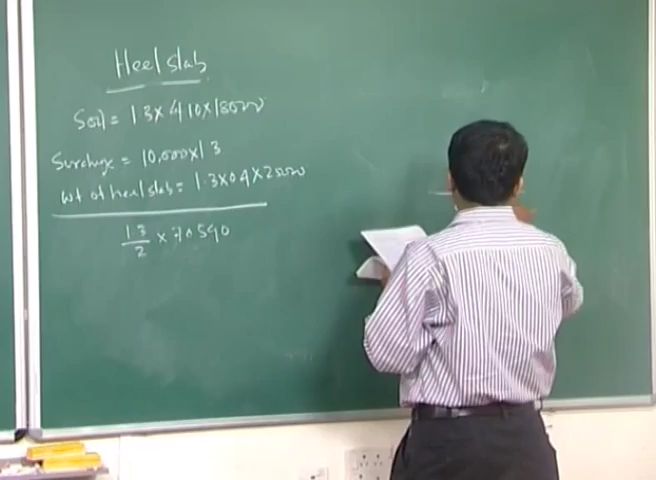 Heel slab
Soil = 1.3 x 4.10 x 18000
Surcharge = 10,000 x 1.3
wt of heel slab = 1.3 x 0.4 x 25000
1.3/2 x 70590